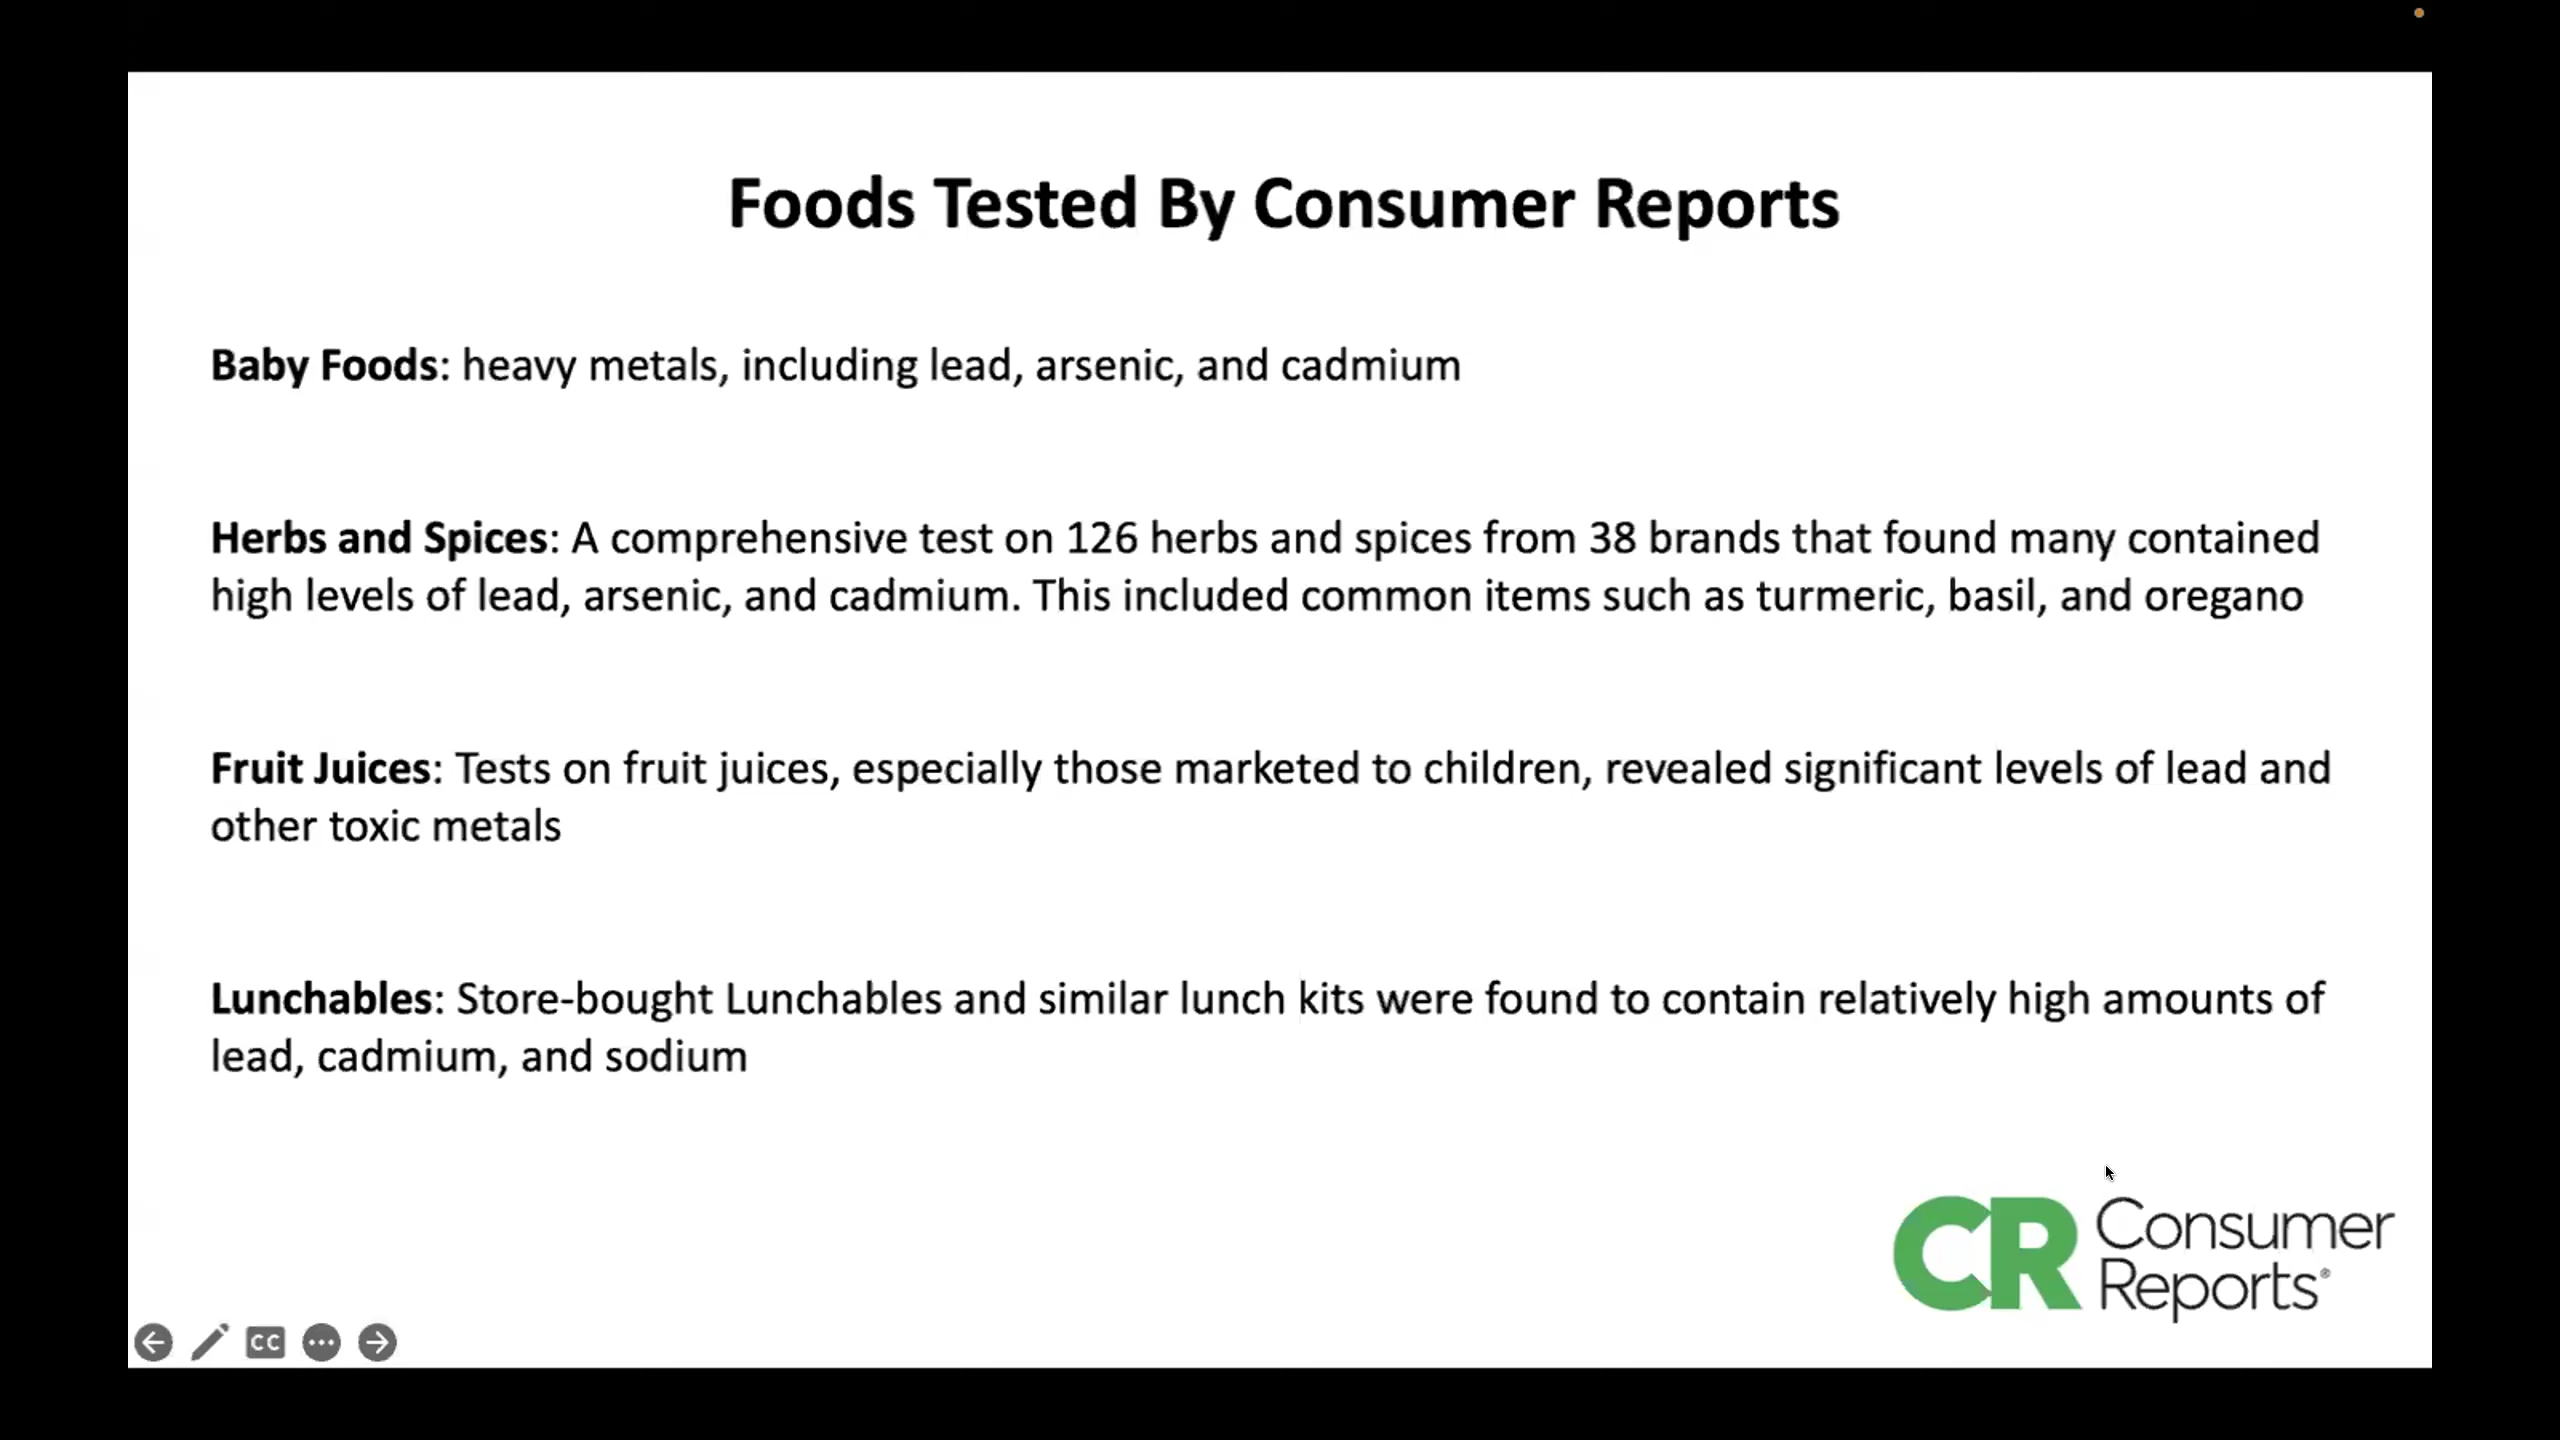 Foods Tested By Consumer Reports
Baby Foods: heavy metals, including lead, arsenic, and cadmium
Herbs and Spices: A comprehensive test on 126 herbs and spices from 38 brands that found many contained
high levels of lead, arsenic, and cadmium. This included common items such as turmeric, basil, and oregano
Fruit Juices: Tests on fruit juices, especially those marketed to children, revealed significant levels of lead and
other toxic metals
Lunchables: Store-bought Lunchables and similar lunch kits were found to contain relatively high amounts of
lead, cadmium, and sodium
CR Consumer
Reports®
CC